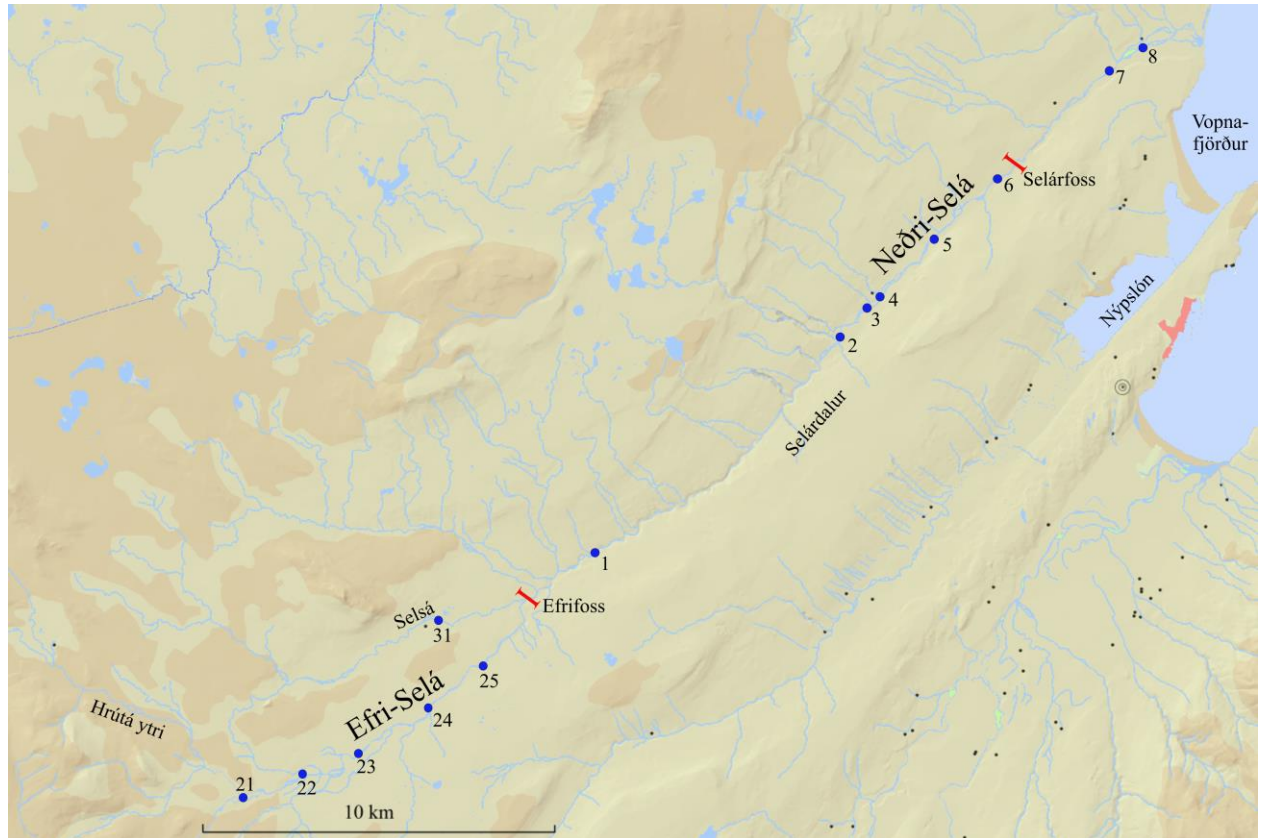 8
7
Vopna-
fjörður
Selárfoss
6
Neðri-Selá
5
4
3
Nýpslón
2
Selárdalur
1
Efrifoss
Selsá
31
25
Efri-Selá
24
Hrútá ytri
23
22
21
10 km